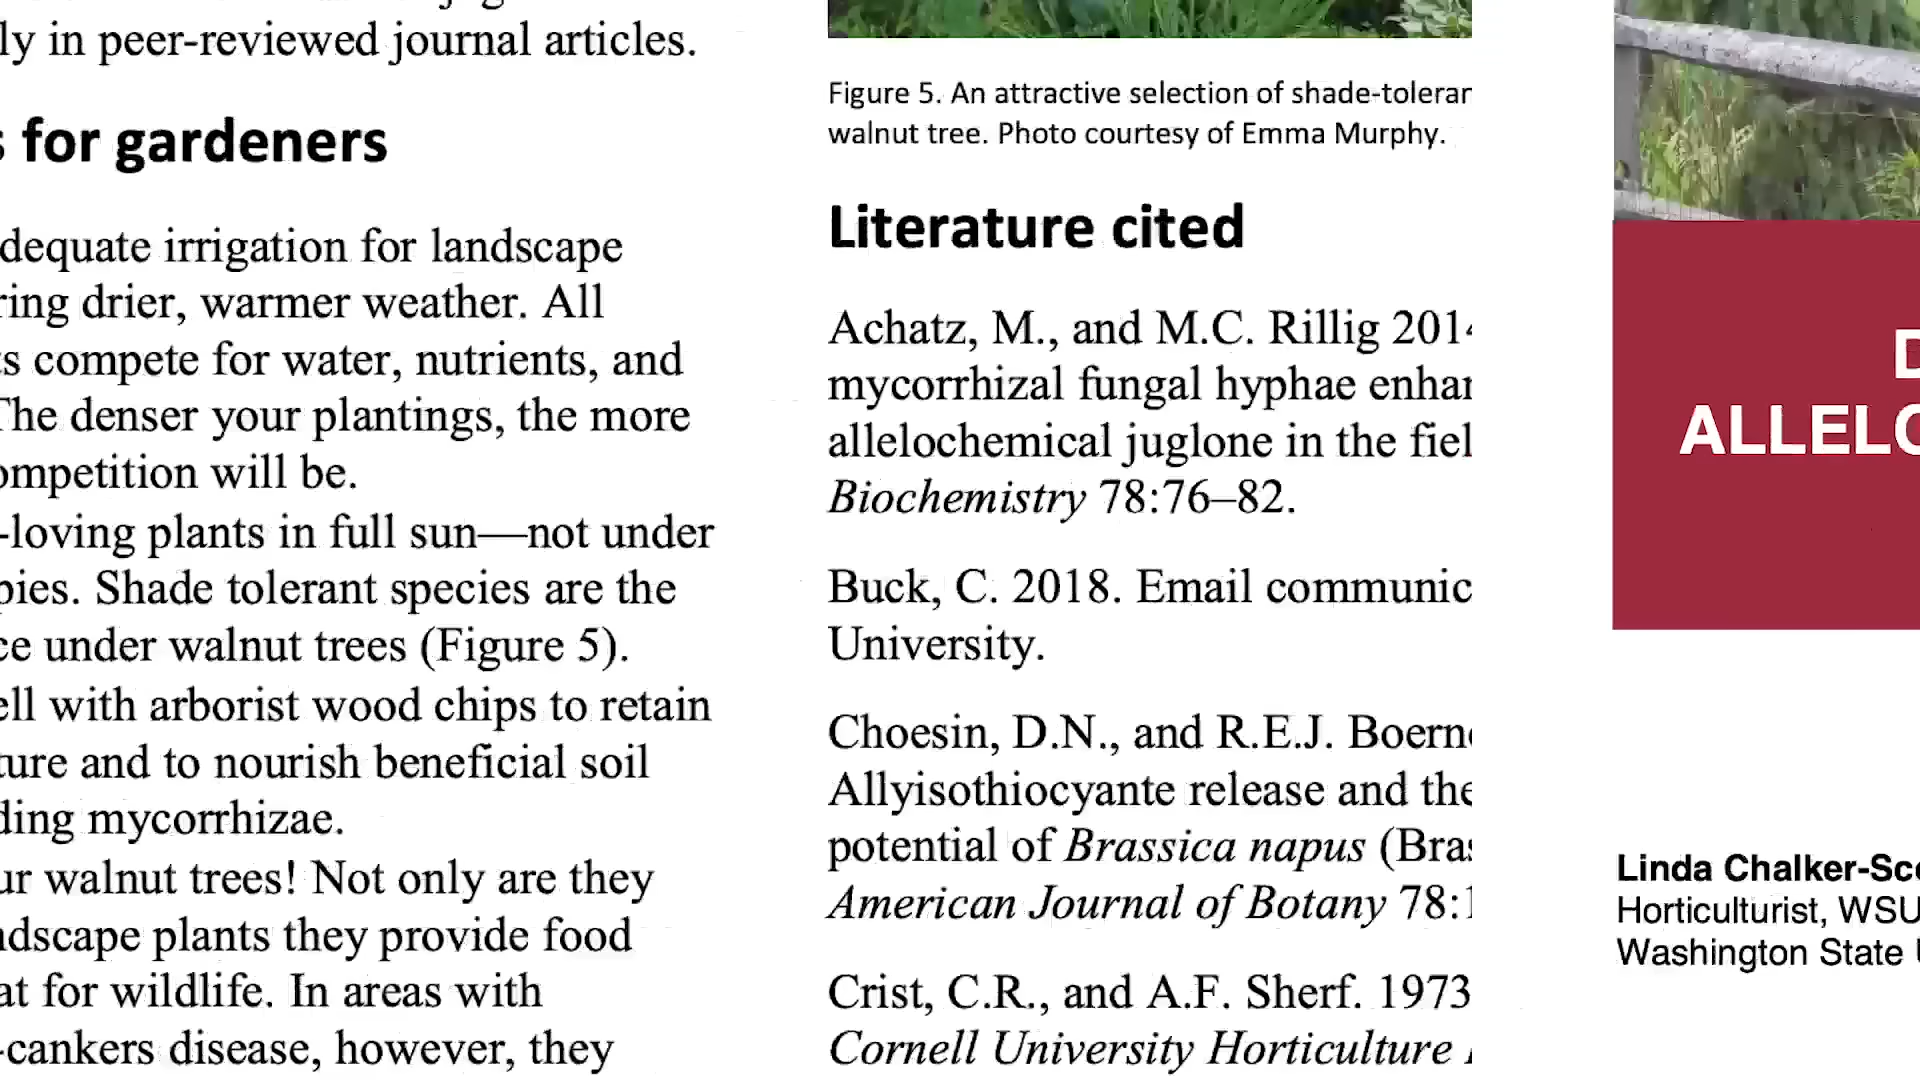 ly in peer-reviewed journal articles.
for gardeners
dequate irrigation for landscape
ring drier, warmer weather. All
s compete for water, nutrients, and
The denser your plantings, the more
ompetition will be.
-loving plants in full sun—not under
pies. Shade tolerant species are the
ce under walnut trees (Figure 5).
ell with arborist wood chips to retain
ture and to nourish beneficial soil
ding mycorrhizae.
ur walnut trees! Not only are they
ndscape plants they provide food
at for wildlife. In areas with
-cankers disease, however, they
Figure 5. An attractive selection of shade-toleran
walnut tree. Photo courtesy of Emma Murphy.
Literature cited
Achatz, M., and M.C. Rillig 2014
mycorrhizal fungal hyphae enhan
allelochemical juglone in the fiel
Biochemistry 78:76–82.
Buck, C. 2018. Email communic
University.
Choesin, D.N., and R.E.J. Boerne
Allyisothiocyante release and the
potential of Brassica napus (Bras
American Journal of Botany 78:1
Crist, C.R., and A.F. Sherf. 1973
Cornell University Horticulture
D
ALLELO
Linda Chalker-Sco
Horticulturist, WSU
Washington State U